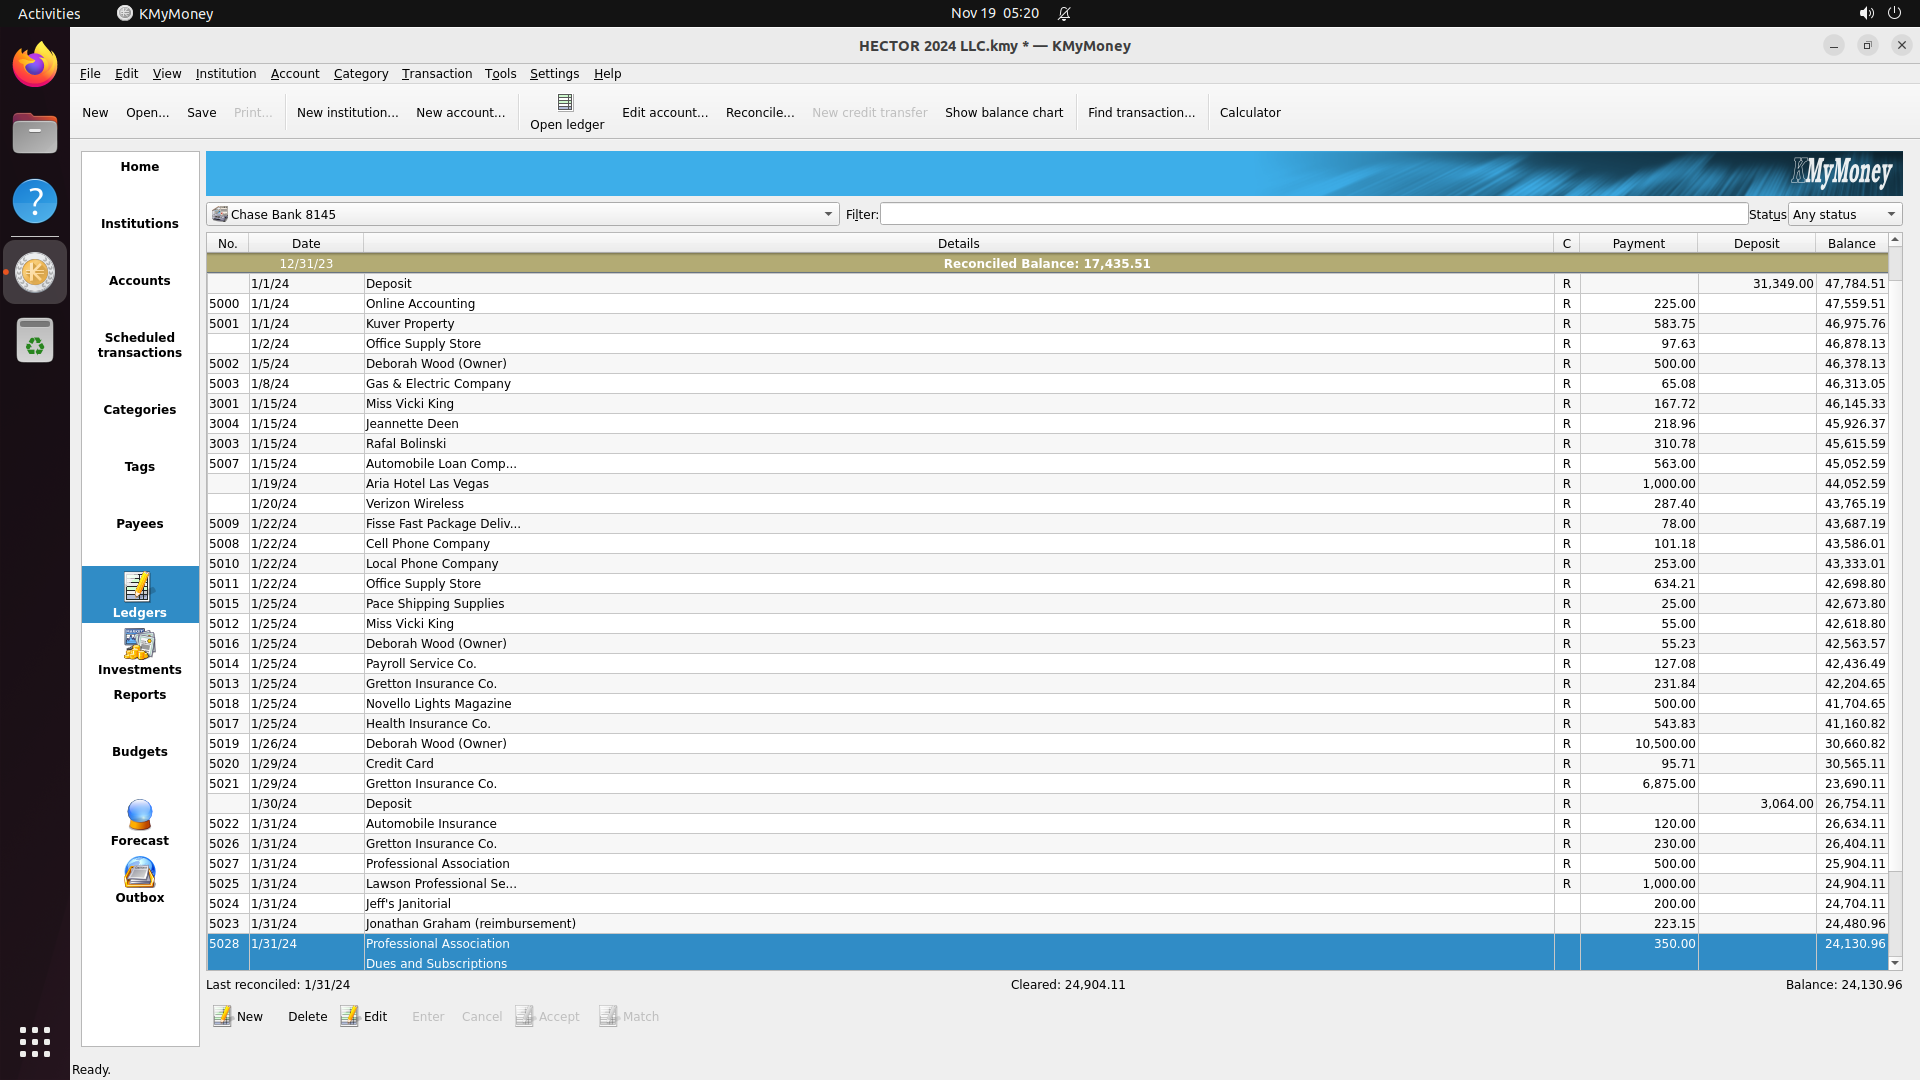 Activities KMyMoney Nov 19 05:20
HECTOR 2024 LLC.kmy * — KMyMoney
File Edit View Institution Account Category Transaction Tools Settings Help
New Open... Save Print... New institution... New account... Open ledger Edit account... Reconcile... New credit transfer Show balance chart Find transaction... Calculator
Home
Institutions
Accounts
Scheduled
transactions
Categories
Tags
Payees
Ledgers
Investments
Reports
Budgets
Forecast
Outbox
KMyMoney
Chase Bank 8145 Filter: Status Any status
No. Date Details C Payment Deposit Balance
12/31/23 Reconciled Balance: 17,435.51
1/1/24 Deposit R 31,349.00 47,784.51
5000 1/1/24 Online Accounting R 225.00 47,559.51
5001 1/1/24 Kuver Property R 583.75 46,975.76
1/2/24 Office Supply Store R 97.63 46,878.13
5002 1/5/24 Deborah Wood (Owner) R 500.00 46,378.13
5003 1/8/24 Gas & Electric Company R 65.08 46,313.05
3001 1/15/24 Miss Vicki King R 167.72 46,145.33
3004 1/15/24 Jeannette Deen R 218.96 45,926.37
3003 1/15/24 Rafal Bolinski R 310.78 45,615.59
5007 1/15/24 Automobile Loan Comp... R 563.00 45,052.59
1/19/24 Aria Hotel Las Vegas R 1,000.00 44,052.59
1/20/24 Verizon Wireless R 287.40 43,765.19
5009 1/22/24 Fisse Fast Package Deliv... R 78.00 43,687.19
5008 1/22/24 Cell Phone Company R 101.18 43,586.01
5010 1/22/24 Local Phone Company R 253.00 43,333.01
5011 1/22/24 Office Supply Store R 634.21 42,698.80
5015 1/25/24 Pace Shipping Supplies R 25.00 42,673.80
5012 1/25/24 Miss Vicki King R 55.00 42,618.80
5016 1/25/24 Deborah Wood (Owner) R 55.23 42,563.57
5014 1/25/24 Payroll Service Co. R 127.08 42,436.49
5013 1/25/24 Gretton Insurance Co. R 231.84 42,204.65
5018 1/25/24 Novello Lights Magazine R 500.00 41,704.65
5017 1/25/24 Health Insurance Co. R 543.83 41,160.82
5019 1/26/24 Deborah Wood (Owner) R 10,500.00 30,660.82
5020 1/29/24 Credit Card R 95.71 30,565.11
5021 1/29/24 Gretton Insurance Co. R 6,875.00 23,690.11
1/30/24 Deposit R 3,064.00 26,754.11
5022 1/31/24 Automobile Insurance R 120.00 26,634.11
5026 1/31/24 Gretton Insurance Co. R 230.00 26,404.11
5027 1/31/24 Professional Association R 500.00 25,904.11
5025 1/31/24 Lawson Professional Se... R 1,000.00 24,904.11
5024 1/31/24 Jeff's Janitorial 200.00 24,704.11
5023 1/31/24 Jonathan Graham (reimbursement) 223.15 24,480.96
5028 1/31/24 Professional Association 350.00 24,130.96
Dues and Subscriptions
Last reconciled: 1/31/24 Cleared: 24,904.11 Balance: 24,130.96
New Delete Edit Enter Cancel Accept Match
Ready.